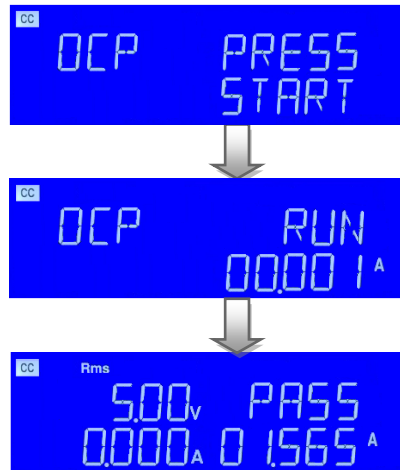 CC
OCP PRESS
START
CC
OCP RUN
00.001 A
CC Rms
5.00 V PASS
0.000 A 01.565 A